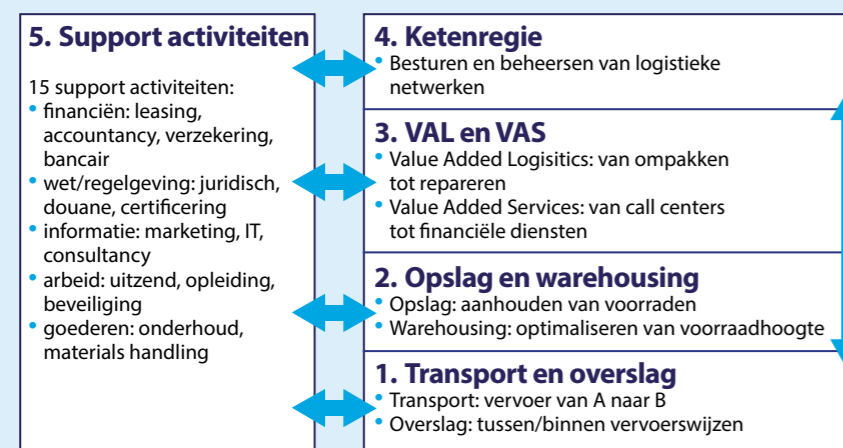 5. Support activiteiten
15 support activiteiten:
• financiën: leasing,
accountancy, verzekering,
bancair
• wet/regelgeving: juridisch,
douane, certificering
• informatie: marketing, IT,
consultancy
• arbeid: uitzend, opleiding,
beveiliging
• goederen: onderhoud,
materials handling
4. Ketenregie
• Besturen en beheersen van logistieke
netwerken
3. VAL en VAS
• Value Added Logisitics: van ompakken
tot repareren
• Value Added Services: van call centers
tot financiële diensten
2. Opslag en warehousing
• Opslag: aanhouden van voorraden
• Warehousing: optimaliseren van voorraadhoogte
1. Transport en overslag
• Transport: vervoer van A naar B
• Overslag: tussen/binnen vervoerswijzen